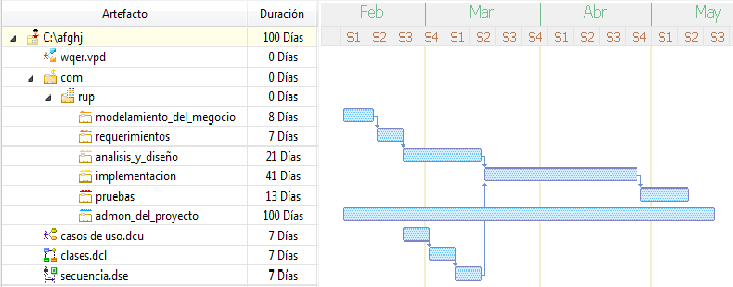 Artefacto Duración Feb Mar Abr May
S1 S2 S3 S4 S1 S2 S3 S4 S1 S2 S3 S4 S1 S2 S3
C:\afghj 100 Días
wqer.vpd 0 Días
com 0 Días
rup 0 Días
modelamiento_del_megocio 8 Días
requerimientos 7 Días
analisis_y_diseño 21 Días
implementacion 41 Días
pruebas 13 Días
admon_del_proyecto 100 Días
casos de uso.dcu 7 Días
clases.dcl 7 Días
secuencia.dse 7 Días